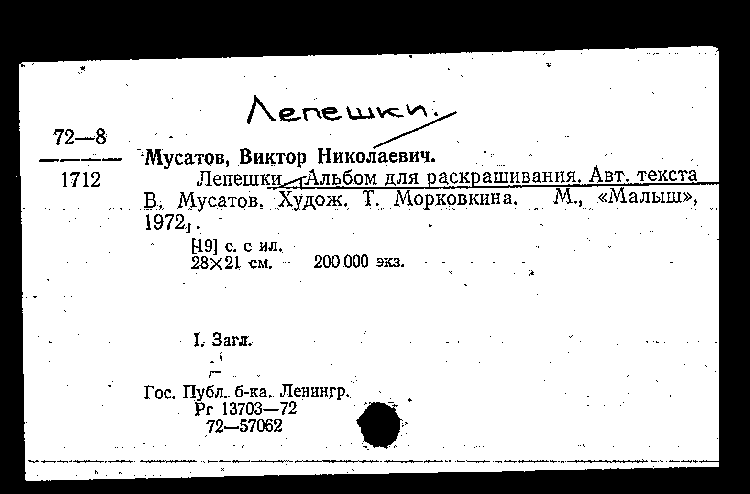 Лепешки.
72—8
1712
Мусатов, Виктор Николаевич.
Лепешки. Альбом для раскрашивания. Авт. текста
В. Мусатов. Худож. Т. Морковкина. М., «Малыш»,
1972.
[19] с. с ил.
28×21 см. 200 000 экз.
I. Загл.
Гос. Публ. б-ка. Ленингр.
Рг 13703—72
72—57062